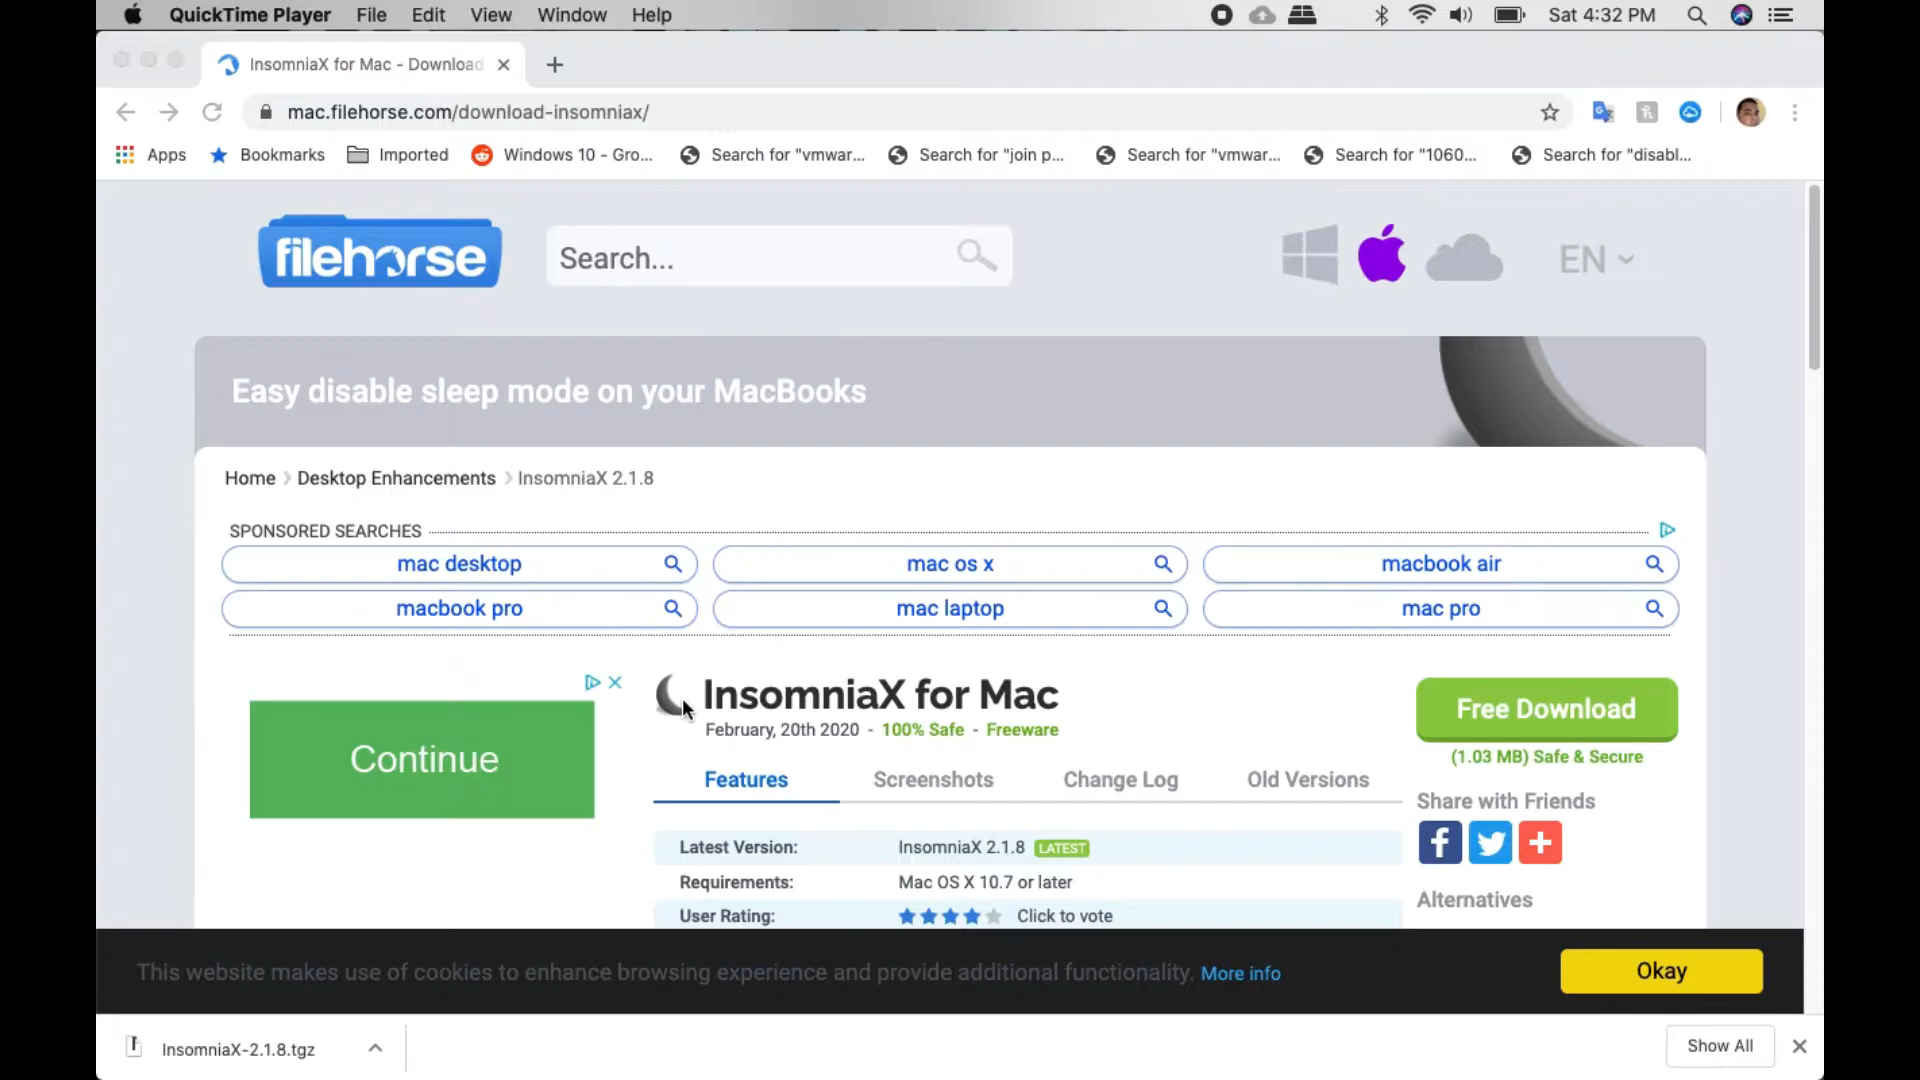 QuickTime Player File Edit View Window Help Sat 4:32 PM
InsomniaX for Mac - Download
mac.filehorse.com/download-insomniax/
Apps Bookmarks Imported Windows 10 - Gro... Search for "vmwar... Search for "join p... Search for "vmwar... Search for "1060... Search for "disabl...
filehorse Search... EN
Easy disable sleep mode on your MacBooks
Home > Desktop Enhancements > InsomniaX 2.1.8
SPONSORED SEARCHES
mac desktop mac os x macbook air
macbook pro mac laptop mac pro
InsomniaX for Mac
February, 20th 2020 - 100% Safe - Freeware
Free Download
(1.03 MB) Safe & Secure
Continue
Features Screenshots Change Log Old Versions
Share with Friends
Latest Version: InsomniaX 2.1.8 LATEST
Requirements: Mac OS X 10.7 or later
User Rating: Click to vote
Alternatives
This website makes use of cookies to enhance browsing experience and provide additional functionality. More info Okay
InsomniaX-2.1.8.tgz Show All